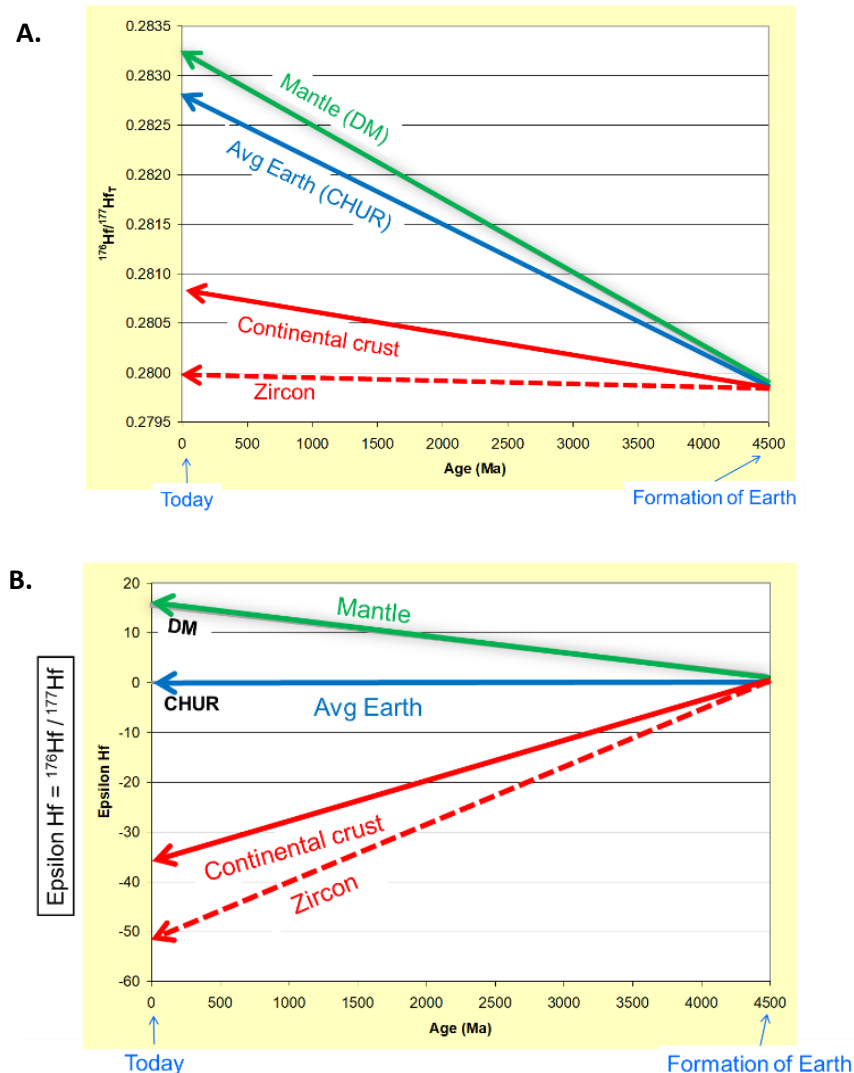 A.
0.2835
0.2830
0.2825
0.2820
0.2815
0.2810
0.2805
0.2800
0.2795
¹⁷⁶Hf/¹⁷⁷Hf_T
Mantle (DM)
Avg Earth (CHUR)
Continental crust
Zircon
0 500 1000 1500 2000 2500 3000 3500 4000 4500
Age (Ma)
Today
Formation of Earth
B.
20
10
0
-10
-20
-30
-40
-50
-60
Epsilon Hf = ¹⁷⁶Hf / ¹⁷⁷Hf
Epsilon Hf
Mantle
DM
CHUR
Avg Earth
Continental crust
Zircon
0 500 1000 1500 2000 2500 3000 3500 4000 4500
Age (Ma)
Today
Formation of Earth